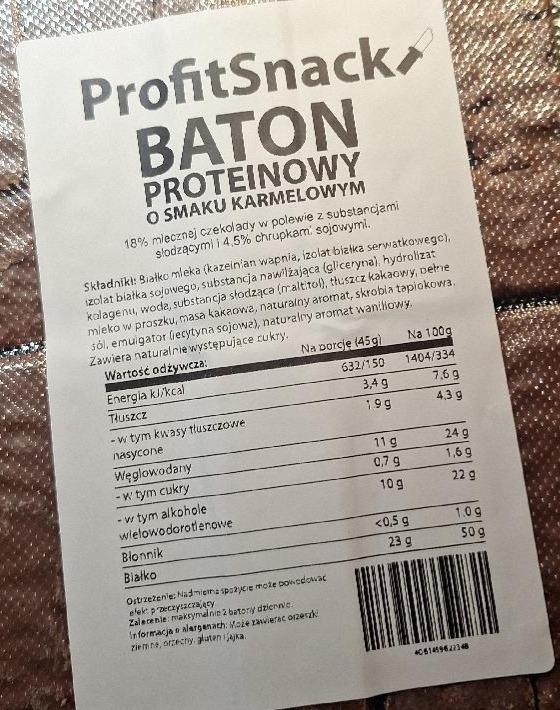 ProfitSnack
BATON
PROTEINOWY
O SMAKU KARMELOWYM
18% mlecznej czekolady w polewie z substancjami
słodzącymi i 4,5% chrupkami sojowymi.
Składniki: Białko mleka (kazeinian wapnia, izolat białka serwatkowego),
izolat białka sojowego, substancja nawilżająca (gliceryna), hydrolizat
kolagenu, woda, substancja słodząca (maltitol), tłuszcz kakaowy, pełne
mleko w proszku, masa kakaowa, naturalny aromat, skrobia tapiokowa,
sól, emulgator (lecytyna sojowa), naturalny aromat waniliowy.
Zawiera naturalnie występujące cukry.
Wartość odżywcza: Na porcję (45g) Na 100g
Energia kJ/kcal 632/150 1404/334
Tłuszcz 3,4 g 7,6 g
- w tym kwasy tłuszczowe 1,9 g 4,3 g
nasycone
Węglowodany 11 g 24 g
- w tym cukry 0,7 g 1,6 g
- w tym alkohole 10 g 22 g
wielowodorotlenowe
Błonnik <0,5 g 1,0 g
Białko 23 g 50 g
Ostrzeżenie: Nadmierne spożycie może powodować
efekt przeczyszczający
Zalecenie: maksymalnie 2 batony dziennie.
Informacja o alergenach: Może zawierać orzeszki
ziemne, orzechy, gluten i jajka.